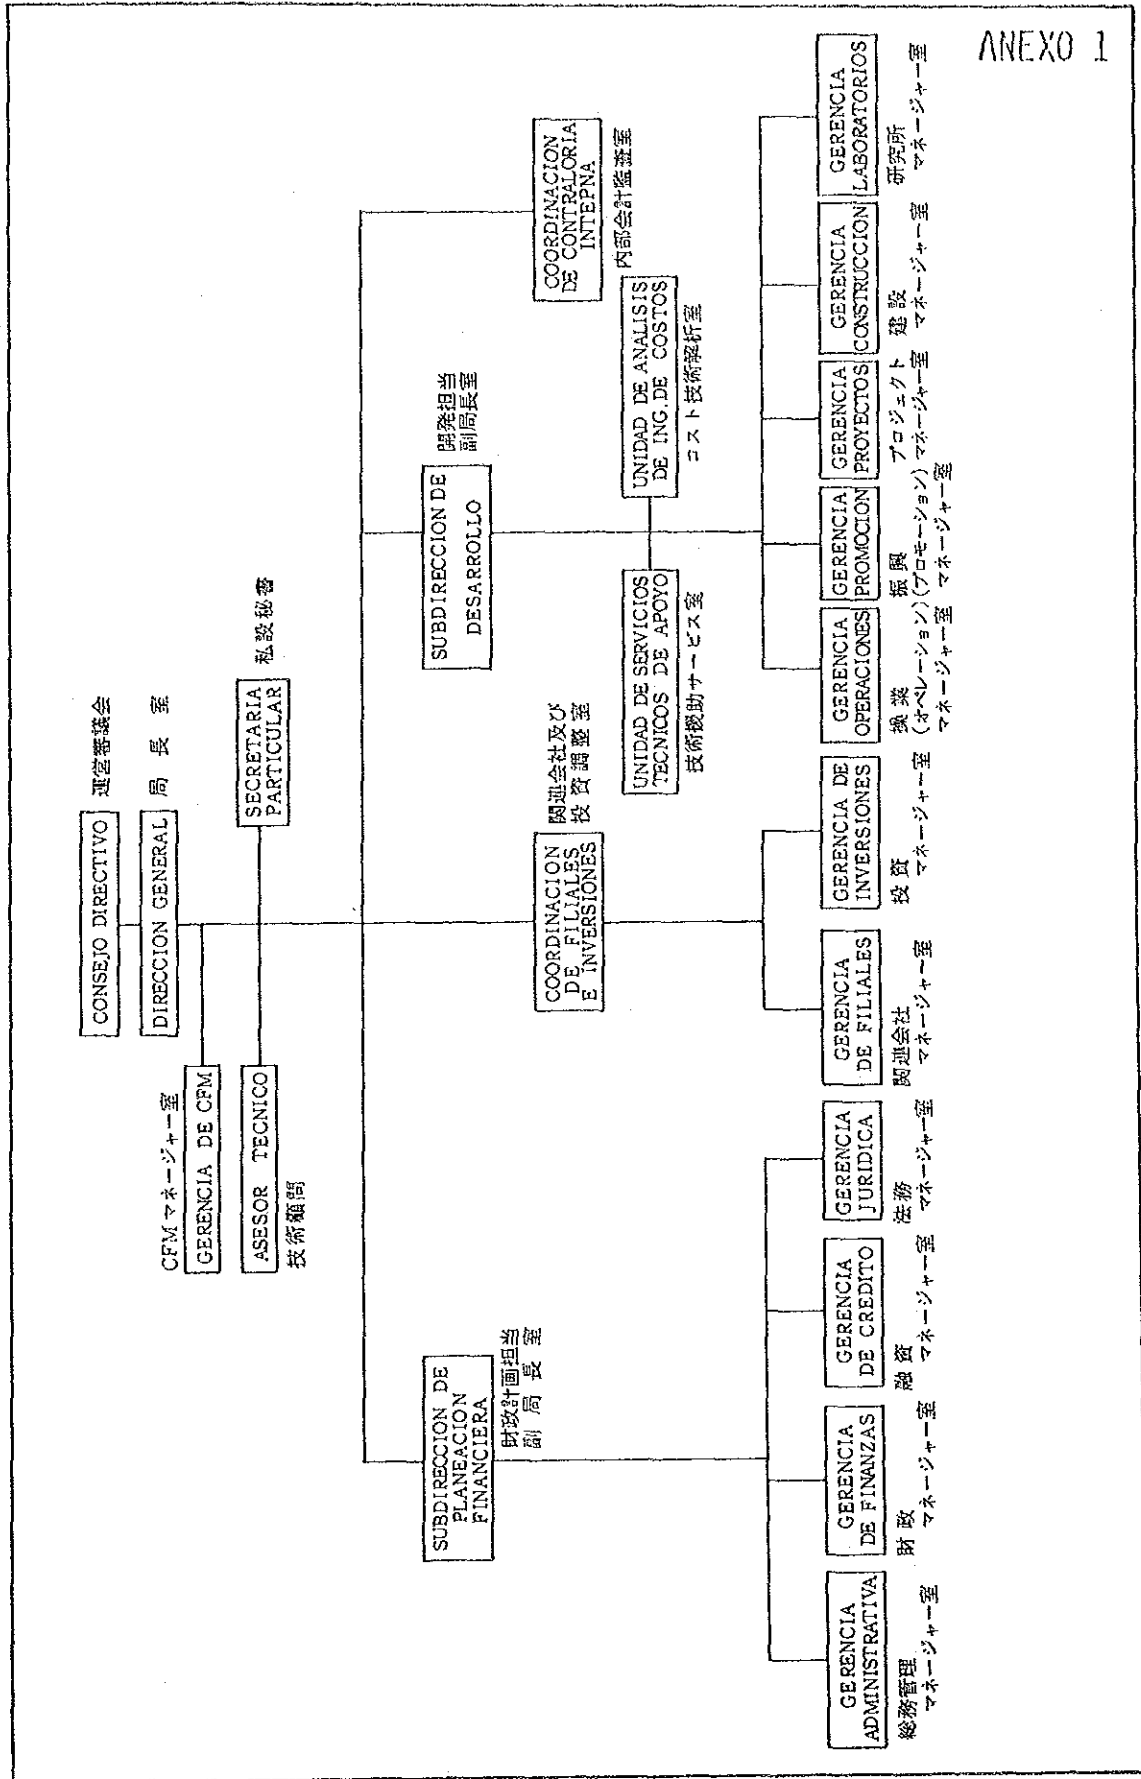 ANEXO 1
CONSEJO DIRECTIVO
運営審議会
DIRECCION GENERAL
局長室
CFMマネージャー室
GERENCIA DE CFM
SECRETARIA
PARTICULAR
私設秘書
ASESOR TECNICO
技術顧問
SUBDIRECCION DE
PLANEACION
FINANCIERA
財政計画担当
副局長室
SUBDIRECCION DE
DESARROLLO
開発担当
副局長室
COORDINACION
DE FILIALES
E INVERSIONES
関連会社及び
投資調整室
COORDINACION
DE CONTRALORIA
INTEPNA
内部会計監査室
UNIDAD DE SERVICIOS
TECNICOS DE APOYO
技術援助サービス室
UNIDAD DE ANALISIS
DE ING.DE COSTOS
コスト技術解析室
GERENCIA
ADMINISTRATIVA
総務管理
マネージャー室
GERENCIA
DE FINANZAS
財政
マネージャー室
GERENCIA
DE CREDITO
融資
マネージャー室
GERENCIA
JURIDICA
法務
マネージャー室
GERENCIA
DE FILIALES
関連会社
マネージャー室
GERENCIA DE
INVERSIONES
投資
マネージャー室
GERENCIA
OPERACIONES
操業
(オペレーション)
マネージャー室
GERENCIA
PROMOCION
振興
(プロモーション)
マネージャー室
GERENCIA
PROYECTOS
プロジェクト
マネージャー室
GERENCIA
CONSTRUCCION
建設
マネージャー室
GERENCIA
LABORATORIOS
研究所
マネージャー室